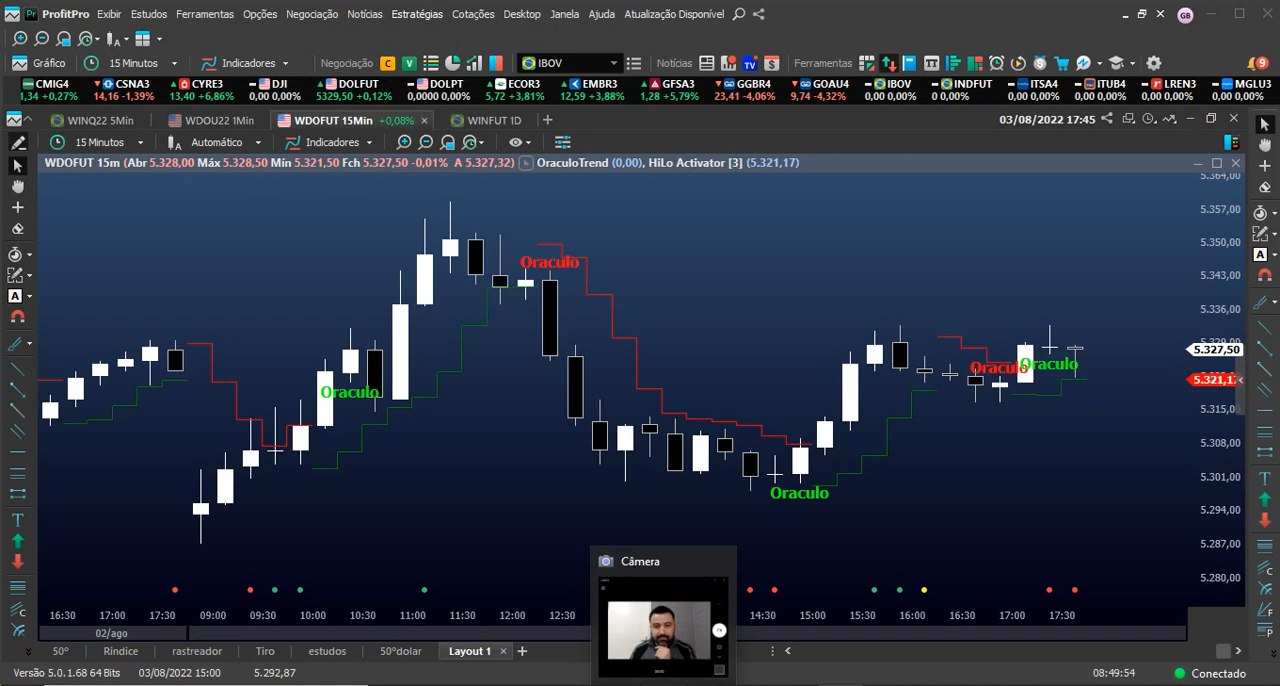 ProfitPro Exibir Estudos Ferramentas Opções Negociação Notícias Estratégias Cotações Desktop Janela Ajuda Atualização Disponível GB
Gráfico 15 Minutos Indicadores Negociação C V IBOV Notícias TV Ferramentas 9
CMIG4 CSNA3 CYRE3 DJI DOLFUT DOLPT ECOR3 EMBR3 GFSA3 GGBR4 GOAU4 IBOV INDFUT ITSA4 ITUB4 LREN3 MGLU3
1,34 +0,27% 14,16 -1,39% 13,40 +6,86% 0,00 0,00% 5329,50 +0,12% 0,0000 0,00% 5,72 +3,81% 12,59 +3,88% 1,28 +5,79% 23,41 -4,06% 9,74 -4,32% 0,00 0,00% 0 0,00% 0,00 0,00% 0,00 0,00% 0,00 0,00% 0,00 0,00%
WINQ22 5Min WDOU22 1Min WDOFUT 15Min +0,08% WINFUT 1D 03/08/2022 17:45
15 Minutos Automático Indicadores
WDOFUT 15m (Abr 5.328,00 Máx 5.328,50 Mín 5.321,50 Fch 5.327,50 -0,01% A 5.327,32) OraculoTrend (0,00), HiLo Activator [3] (5.321,17)
5.364,00
5.357,00
5.350,00
Oraculo
5.343,00
5.336,00
5.329,00
5.327,50
Oraculo Oraculo
5.321,17
Oraculo
5.315,00
5.308,00
5.301,00
Oraculo
5.294,00
5.287,00
Câmera
5.280,00
16:30 17:00 17:30 09:00 09:30 10:00 10:30 11:00 11:30 12:00 12:30 14:30 15:00 15:30 16:00 16:30 17:00 17:30
02/ago
50° Rindice rastreador Tiro estudos 50°dolar Layout 1
Versão 5.0.1.68 64 Bits 03/08/2022 15:00 5.292,87 08:49:54 Conectado